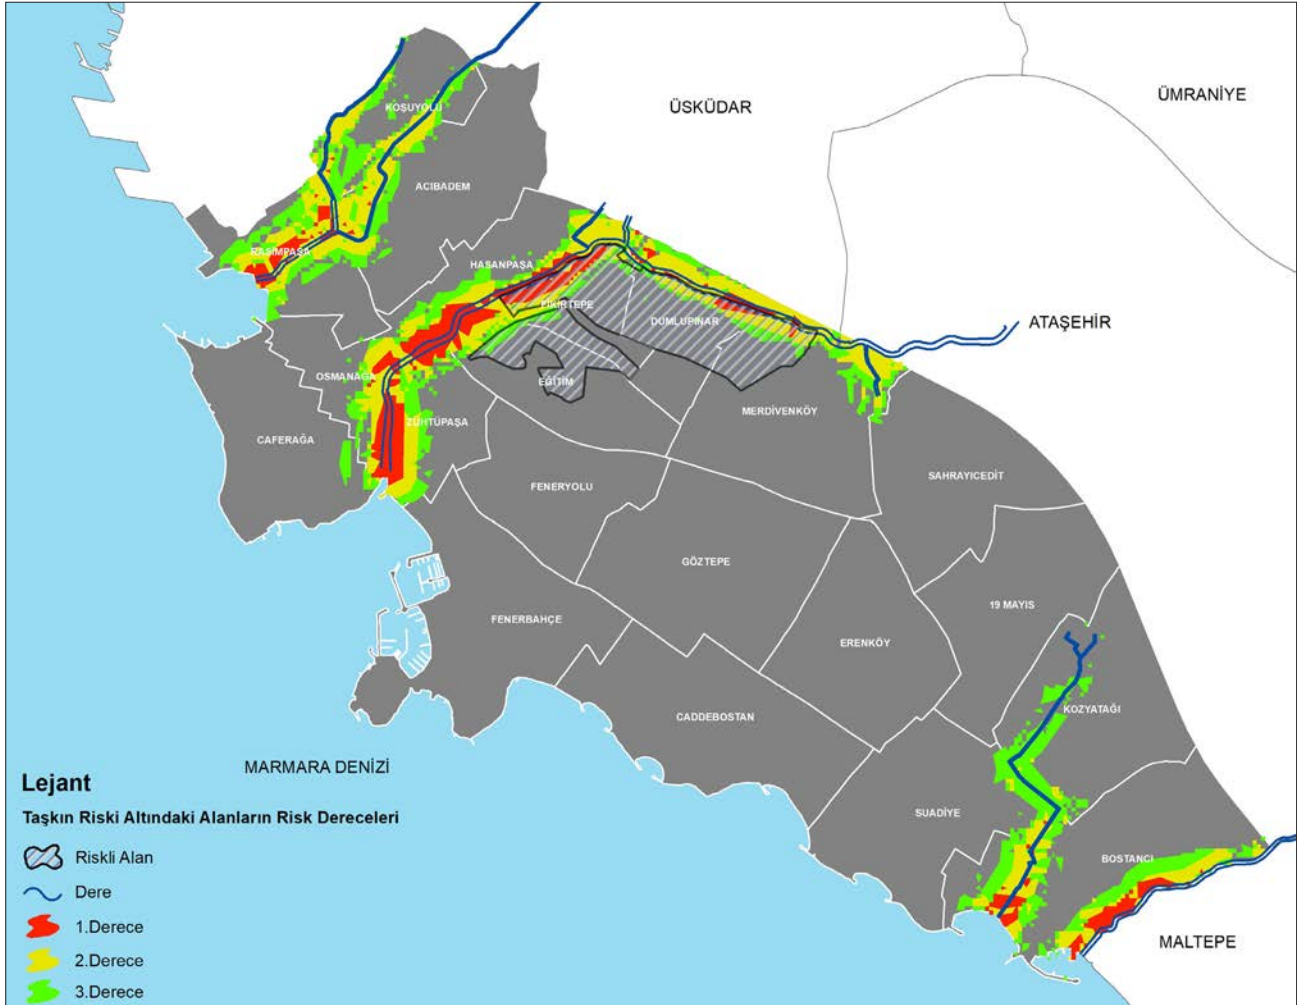 ÜSKÜDAR
ÜMRANİYE
KOŞUYOLU
ACIBADEM
RASIMPAŞA
HASANPAŞA
FİKİRTEPE
DUMLUPINAR
ATAŞEHİR
OSMANAĞA
EĞİTİM
MERDİVENKÖY
ZÜHTÜPAŞA
CAFERAĞA
SAHRAYICEDİT
FENERYOLU
GÖZTEPE
19 MAYIS
FENERBAHÇE
ERENKÖY
KOZYATAĞI
CADDEBOSTAN
MARMARA DENİZİ
SUADİYE
BOSTANCI
MALTEPE
Lejant
Taşkın Riski Altındaki Alanların Risk Dereceleri
Riskli Alan
Dere
1.Derece
2.Derece
3.Derece